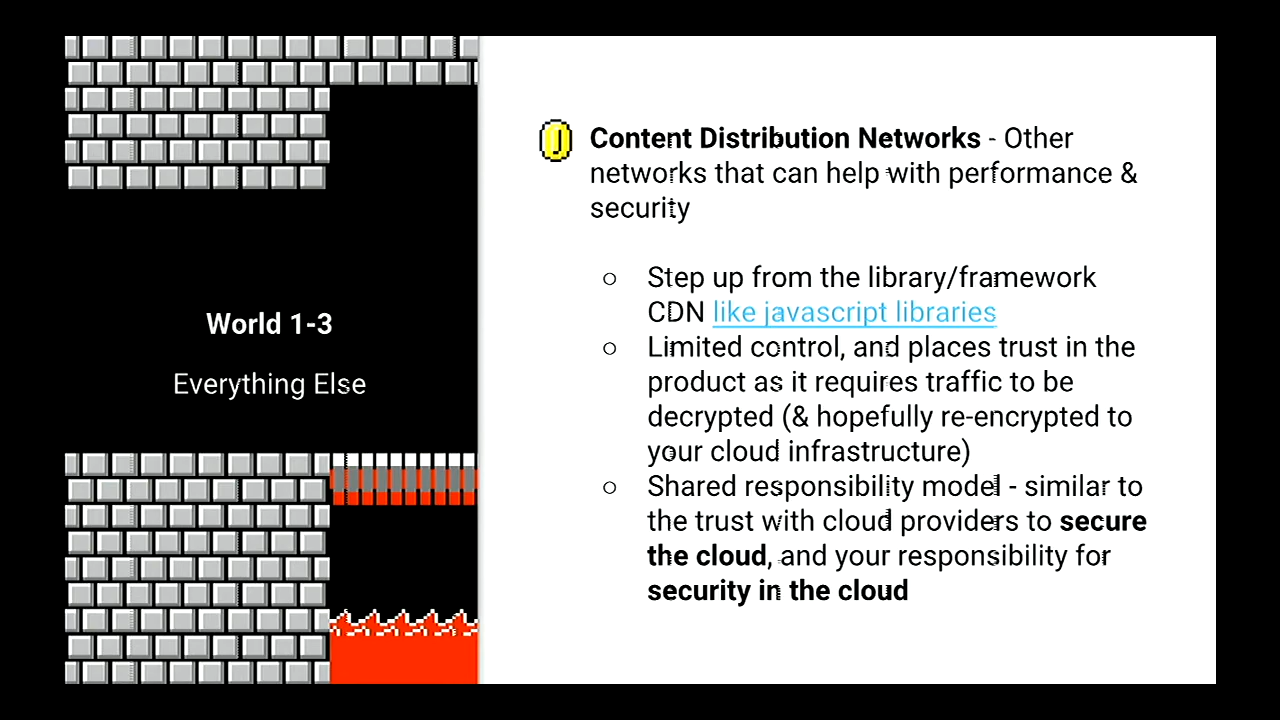 World 1-3
Everything Else
Content Distribution Networks - Other
networks that can help with performance &
security
○ Step up from the library/framework
CDN like javascript libraries
○ Limited control, and places trust in the
product as it requires traffic to be
decrypted (& hopefully re-encrypted to
your cloud infrastructure)
○ Shared responsibility model - similar to
the trust with cloud providers to secure
the cloud, and your responsibility for
security in the cloud